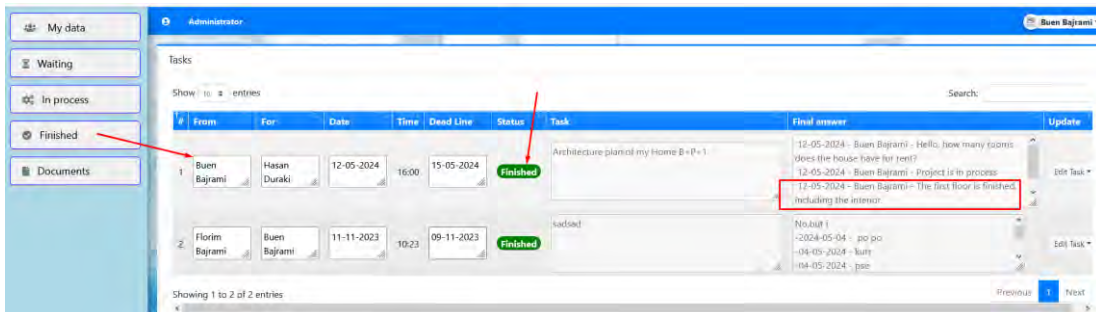 My data
Waiting
In process
Finished
Documents
Administrator
Buen Bajrami
Tasks
Show 10 entries
Search:
# From For Date Time Dead Line Status Task Final answer Update
1 Buen Bajrami Hasan Duraki 12-05-2024 16:00 15-05-2024 Finished
Architecture plan of my Home B+P+1
12-05-2024 - Buen Bajrami - Hello, how many rooms
does the house have for rent?
12-05-2024 - Buen Bajrami - Project is in process
12-05-2024 - Buen Bajrami - The first floor is finished,
including the interior
Edit Task
2 Florim Bajrami Buen Bajrami 11-11-2023 10:23 09-11-2023 Finished
sadsad
No,but I
-2024-05-04 - po po
-04-05-2024 - kurr
-04-05-2024 - pse
Edit Task
Showing 1 to 2 of 2 entries
Previous 1 Next